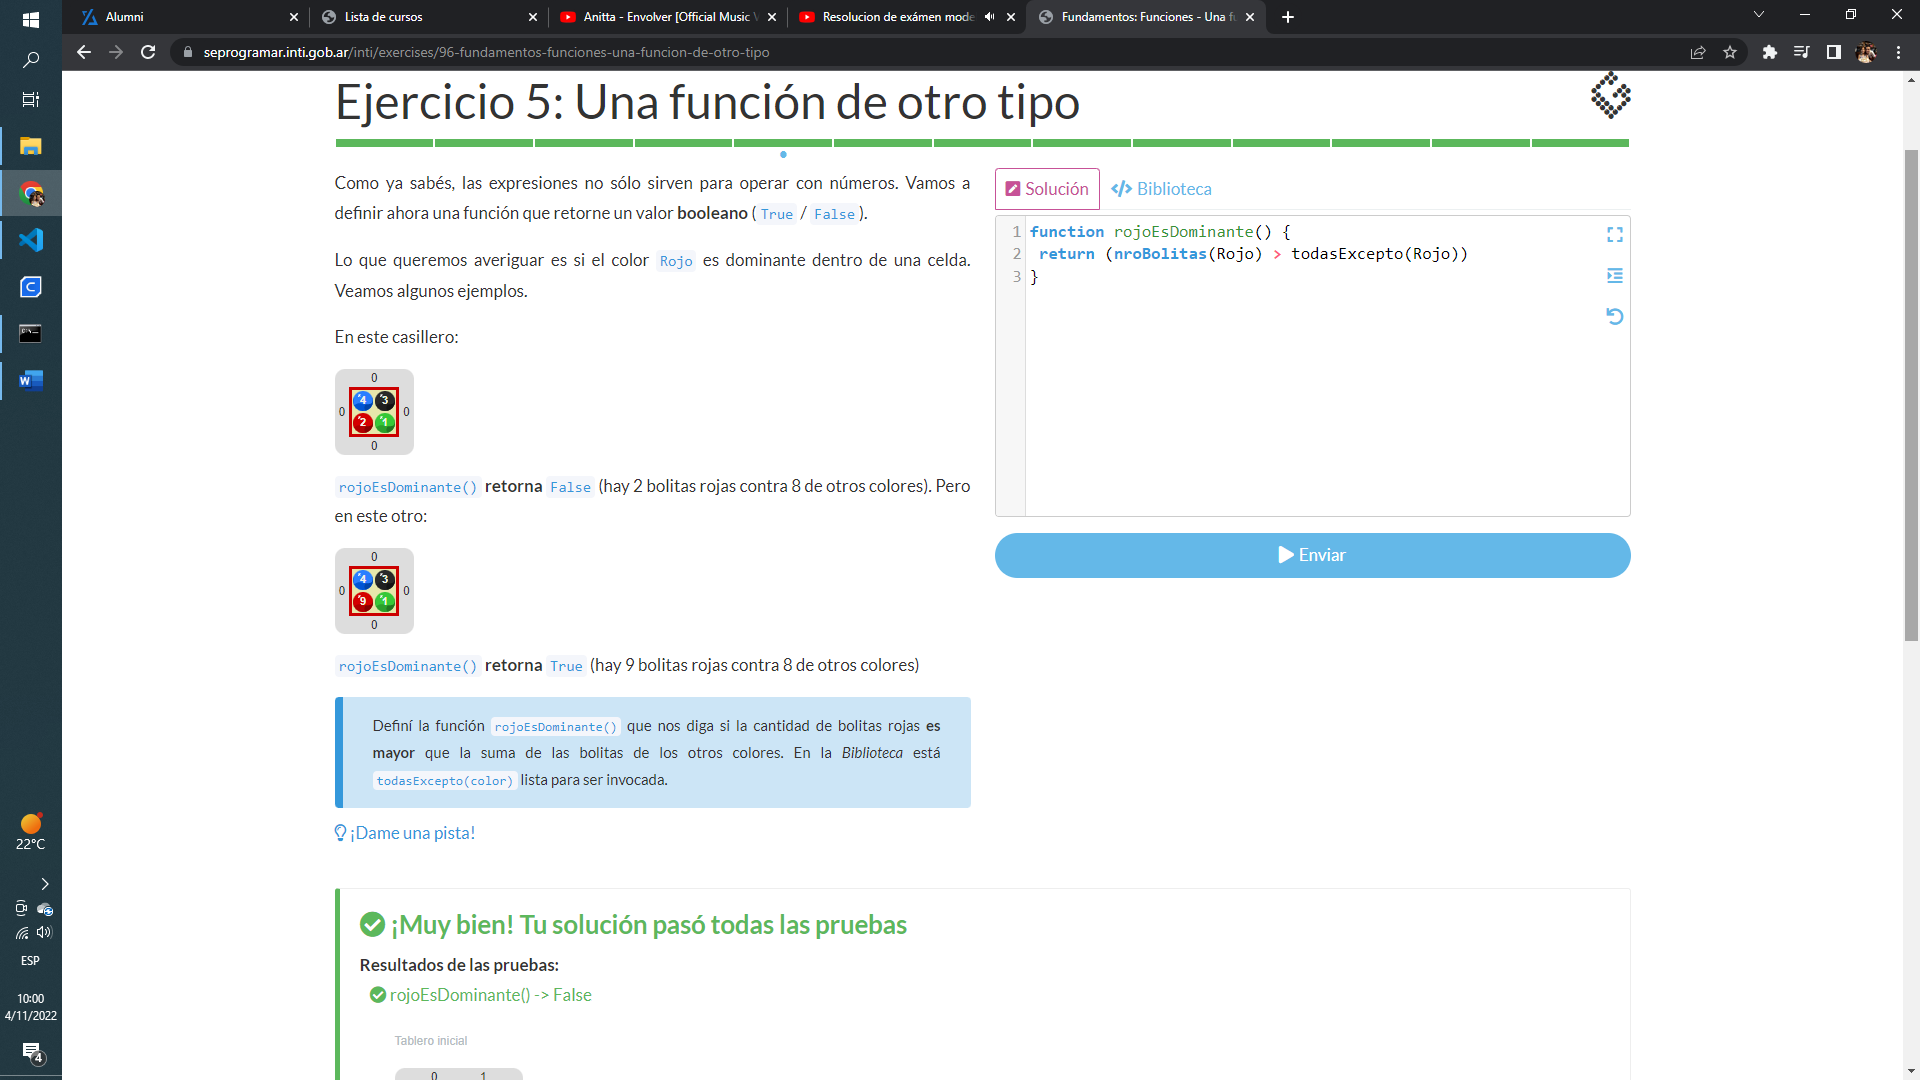 Alumni
Lista de cursos
Anitta - Envolver [Official Music V
Resolucion de exámen mode
Fundamentos: Funciones - Una f
seprogramar.inti.gob.ar/inti/exercises/96-fundamentos-funciones-una-funcion-de-otro-tipo
Ejercicio 5: Una función de otro tipo
Como ya sabés, las expresiones no sólo sirven para operar con números. Vamos a
definir ahora una función que retorne un valor booleano ( True / False ).
Lo que queremos averiguar es si el color Rojo es dominante dentro de una celda.
Veamos algunos ejemplos.
En este casillero:
0
4 3
0 0
2 1
0
rojoEsDominante() retorna False (hay 2 bolitas rojas contra 8 de otros colores). Pero
en este otro:
0
4 3
0 0
9 1
0
rojoEsDominante() retorna True (hay 9 bolitas rojas contra 8 de otros colores)
Definí la función rojoEsDominante() que nos diga si la cantidad de bolitas rojas es
mayor que la suma de las bolitas de los otros colores. En la Biblioteca está
todasExcepto(color) lista para ser invocada.
¡Dame una pista!
Solución
</> Biblioteca
1 function rojoEsDominante() {
2 return (nroBolitas(Rojo) > todasExcepto(Rojo))
3 }
Enviar
¡Muy bien! Tu solución pasó todas las pruebas
Resultados de las pruebas:
rojoEsDominante() -> False
Tablero inicial
0 1
22°C
ESP
10:00
4/11/2022
4